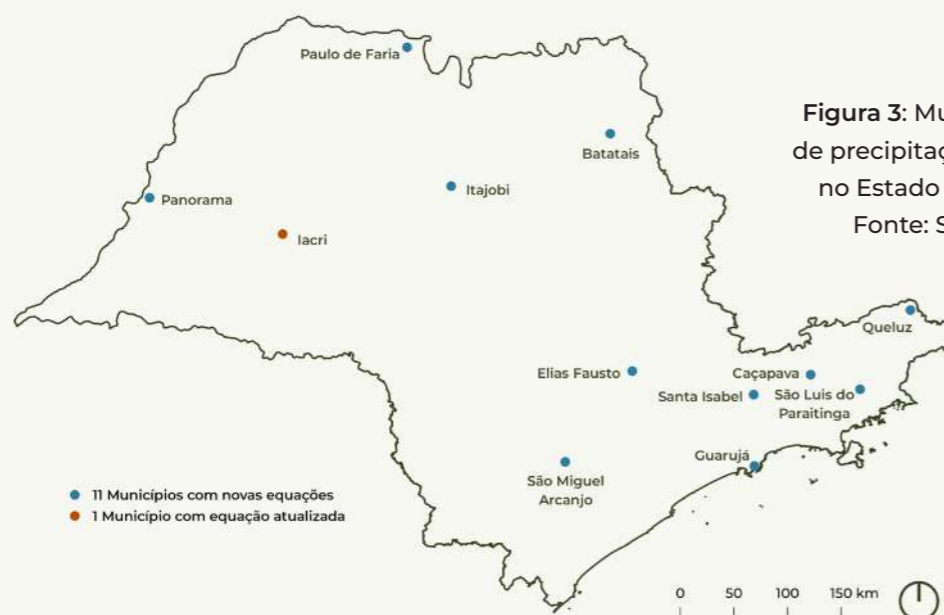 Paulo de Faria
Batatais
Panorama
Itajobi
Iacri
Figura 3: Mu
de precipitaç
no Estado
Fonte: S
Queluz
Elias Fausto
Caçapava
Santa Isabel
São Luis do
Paraitinga
Guarujá
São Miguel
Arcanjo
11 Municípios com novas equações
1 Município com equação atualizada
0 50 100 150 km